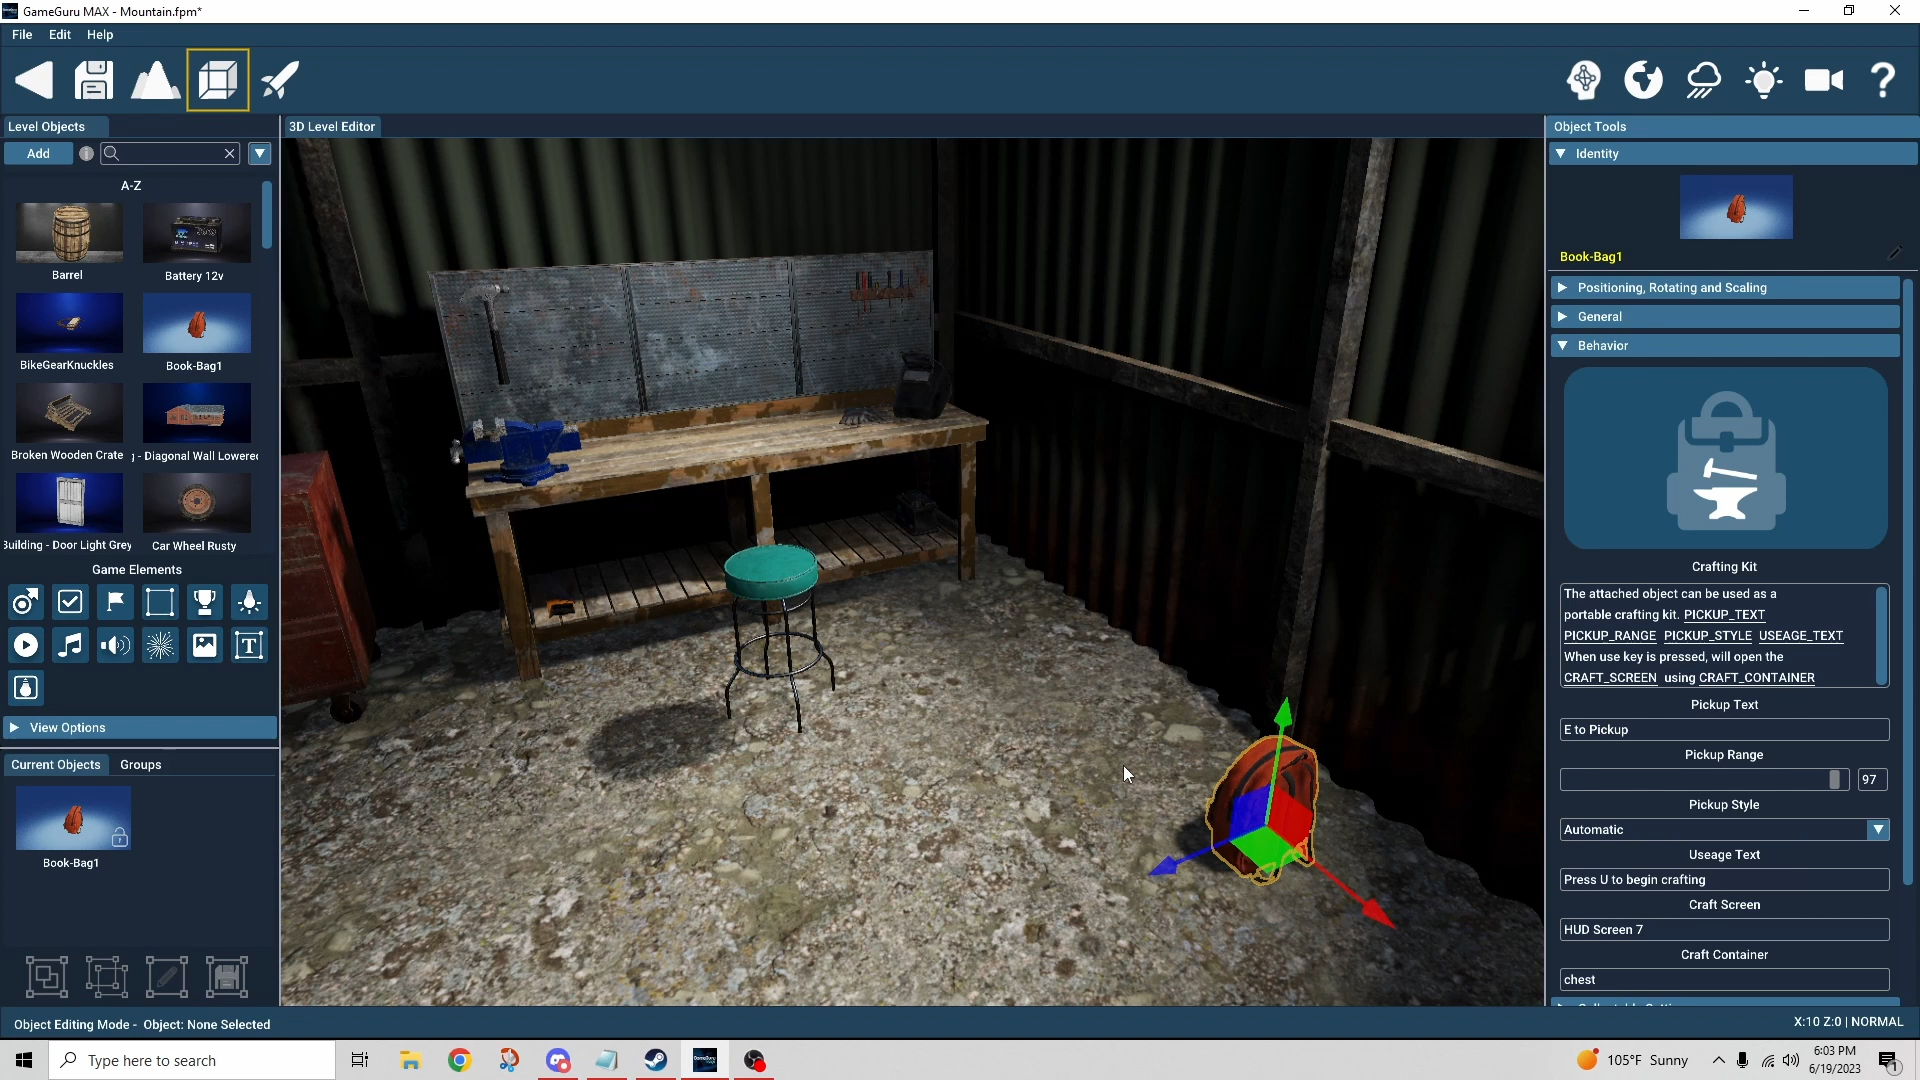 GameGuru MAX - Mountain.fpm*
File Edit Help
Level Objects
3D Level Editor
Object Tools
Add
Identity
A-Z
Barrel
Battery 12v
BikeGearKnuckles
Book-Bag1
Broken Wooden Crate
- Diagonal Wall Lowered
Building - Door Light Grey
Car Wheel Rusty
Game Elements
View Options
Current Objects
Groups
Book-Bag1
Book-Bag1
Positioning, Rotating and Scaling
General
Behavior
Crafting Kit
The attached object can be used as a
portable crafting kit. PICKUP_TEXT
PICKUP_RANGE PICKUP_STYLE USEAGE_TEXT
When use key is pressed, will open the
CRAFT_SCREEN using CRAFT_CONTAINER
Pickup Text
E to Pickup
Pickup Range
97
Pickup Style
Automatic
Useage Text
Press U to begin crafting
Craft Screen
HUD Screen 7
Craft Container
chest
Object Editing Mode - Object: None Selected
X:10 Z:0 | NORMAL
Type here to search
105°F Sunny
6:03 PM
6/19/2023
1